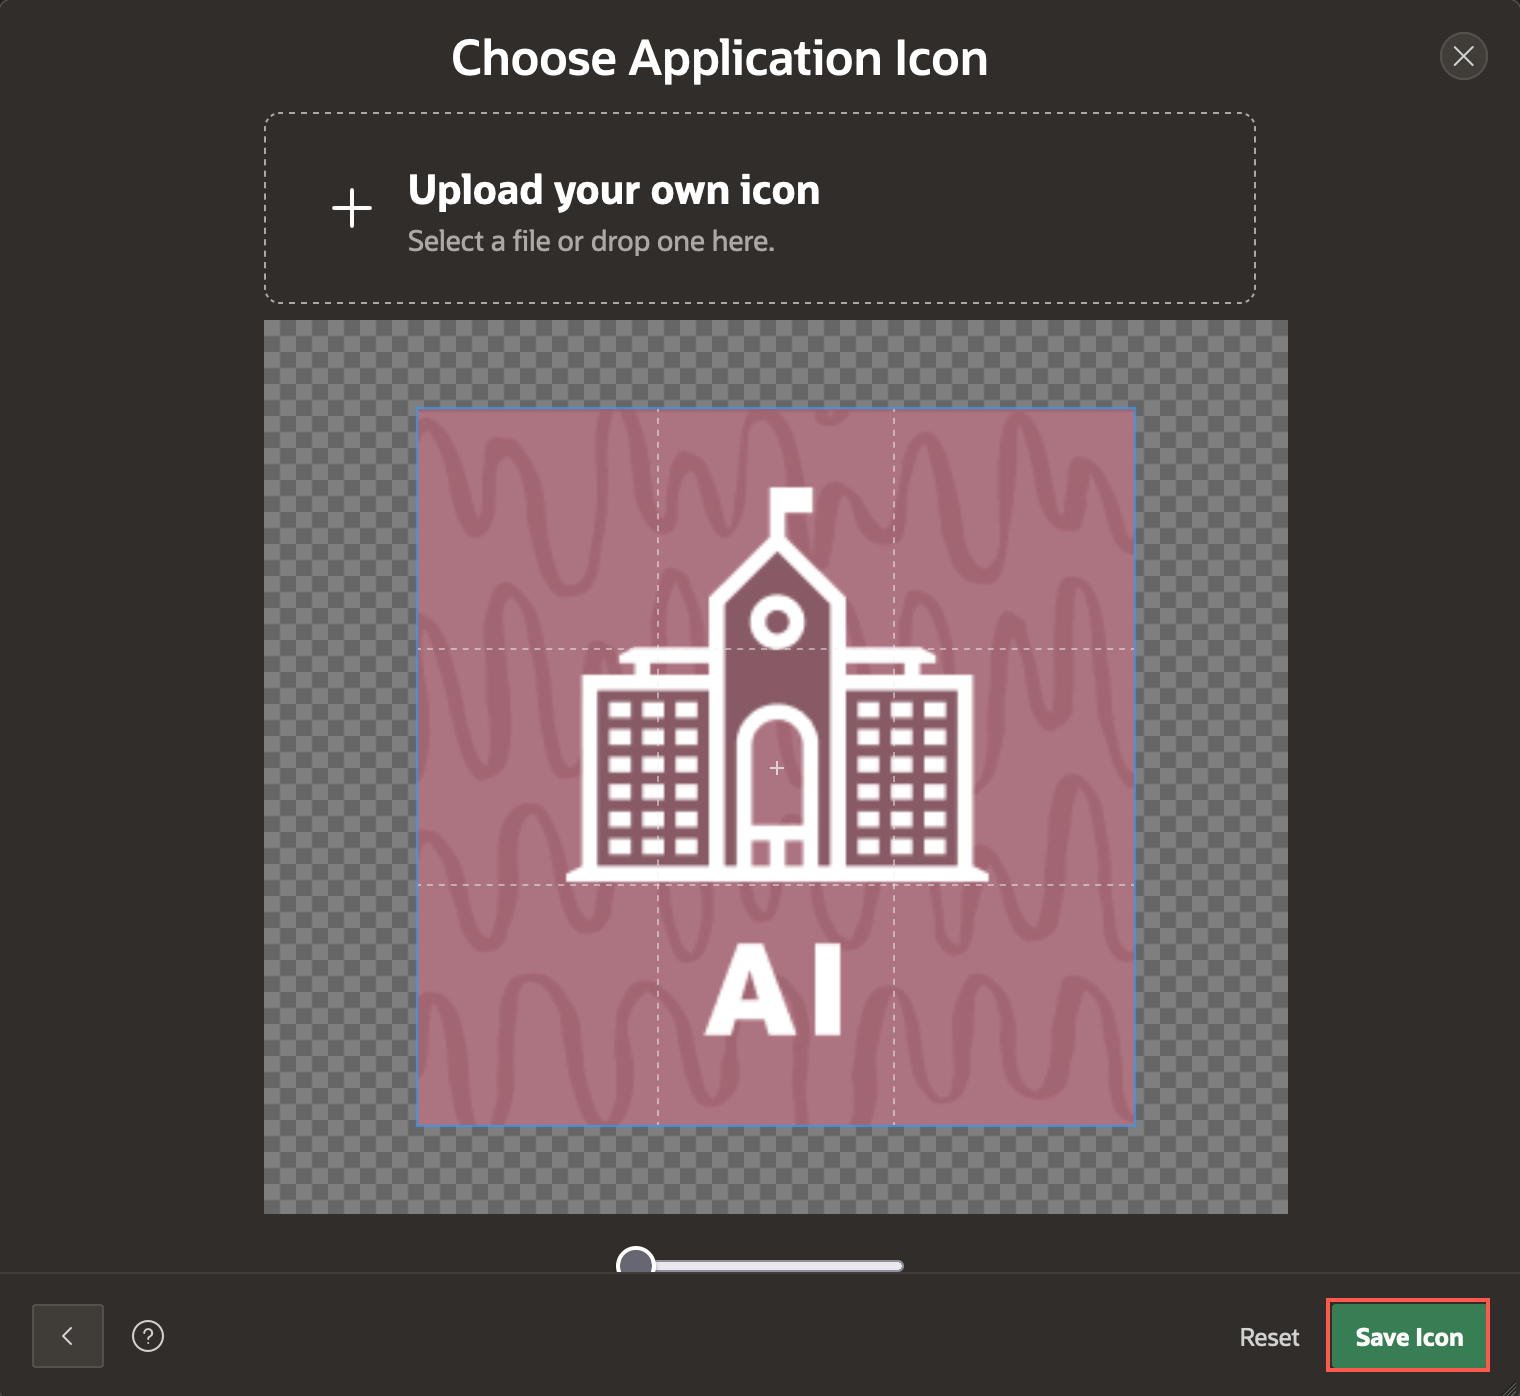 Choose Application Icon
Upload your own icon
Select a file or drop one here.
AI
Reset
Save Icon